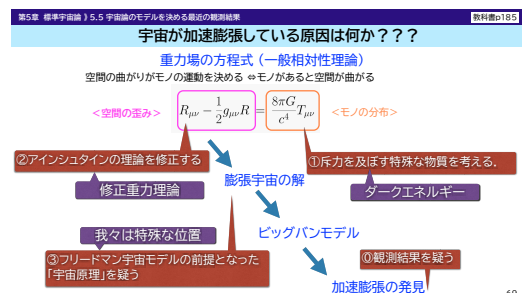 第5章 標準宇宙論 》 5.5 宇宙論のモデルを決める最近の観測結果
教科書p185
宇宙が加速膨張している原因は何か？？？
重力場の方程式（一般相対性理論）
空間の曲がりがモノの運動を決める ⇔モノがあると空間が曲がる
＜空間の歪み＞ R_{μν} − 1/2 g_{μν}R = 8πG/c^4 T_{μν} ＜モノの分布＞
②アインシュタインの理論を修正する
①斥力を及ぼす特殊な物質を考える.
修正重力理論
膨張宇宙の解
ダークエネルギー
我々は特殊な位置
ビッグバンモデル
③フリードマン宇宙モデルの前提となった
「宇宙原理」を疑う
⓪観測結果を疑う
加速膨張の発見